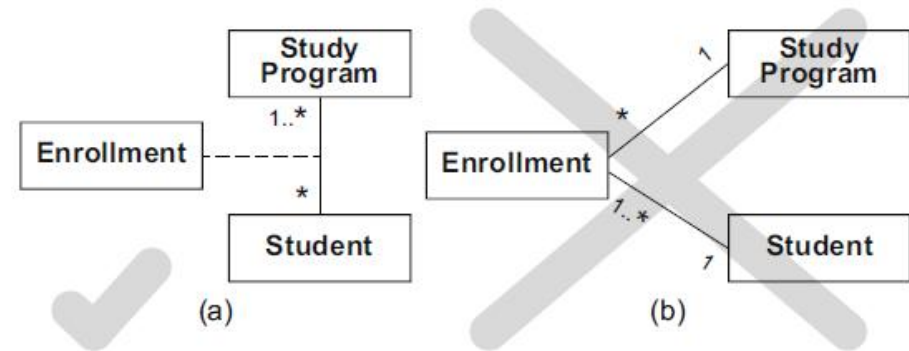 Study
Program
1..*
Enrollment
*
Student
(a)
Study
Program
1
*
Enrollment
1..*
Student
1
(b)